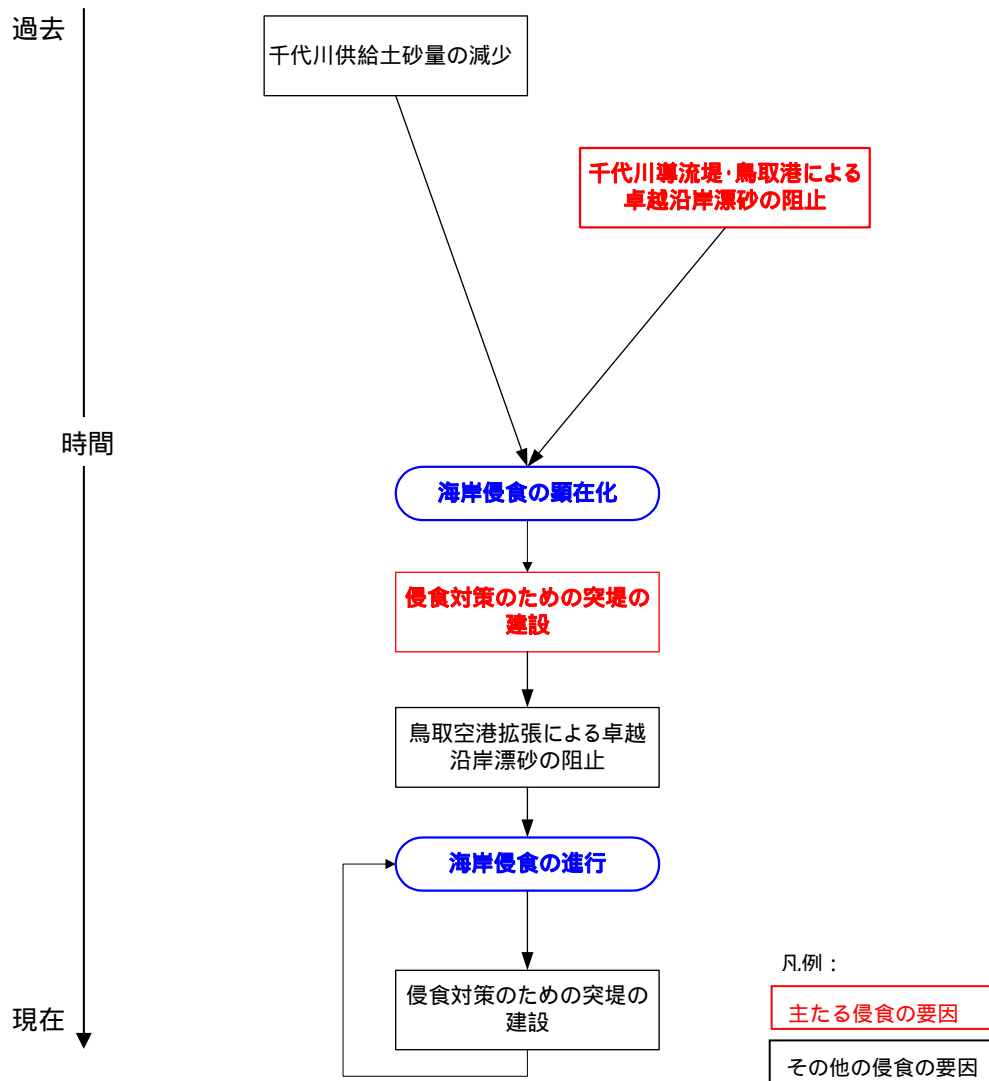 過去
千代川供給土砂量の減少
千代川導流堤・鳥取港による
卓越沿岸漂砂の阻止
時間
海岸侵食の顕在化
侵食対策のための突堤の
建設
鳥取空港拡張による卓越
沿岸漂砂の阻止
海岸侵食の進行
侵食対策のための突堤の
建設
現在
凡例：
主たる侵食の要因
その他の侵食の要因